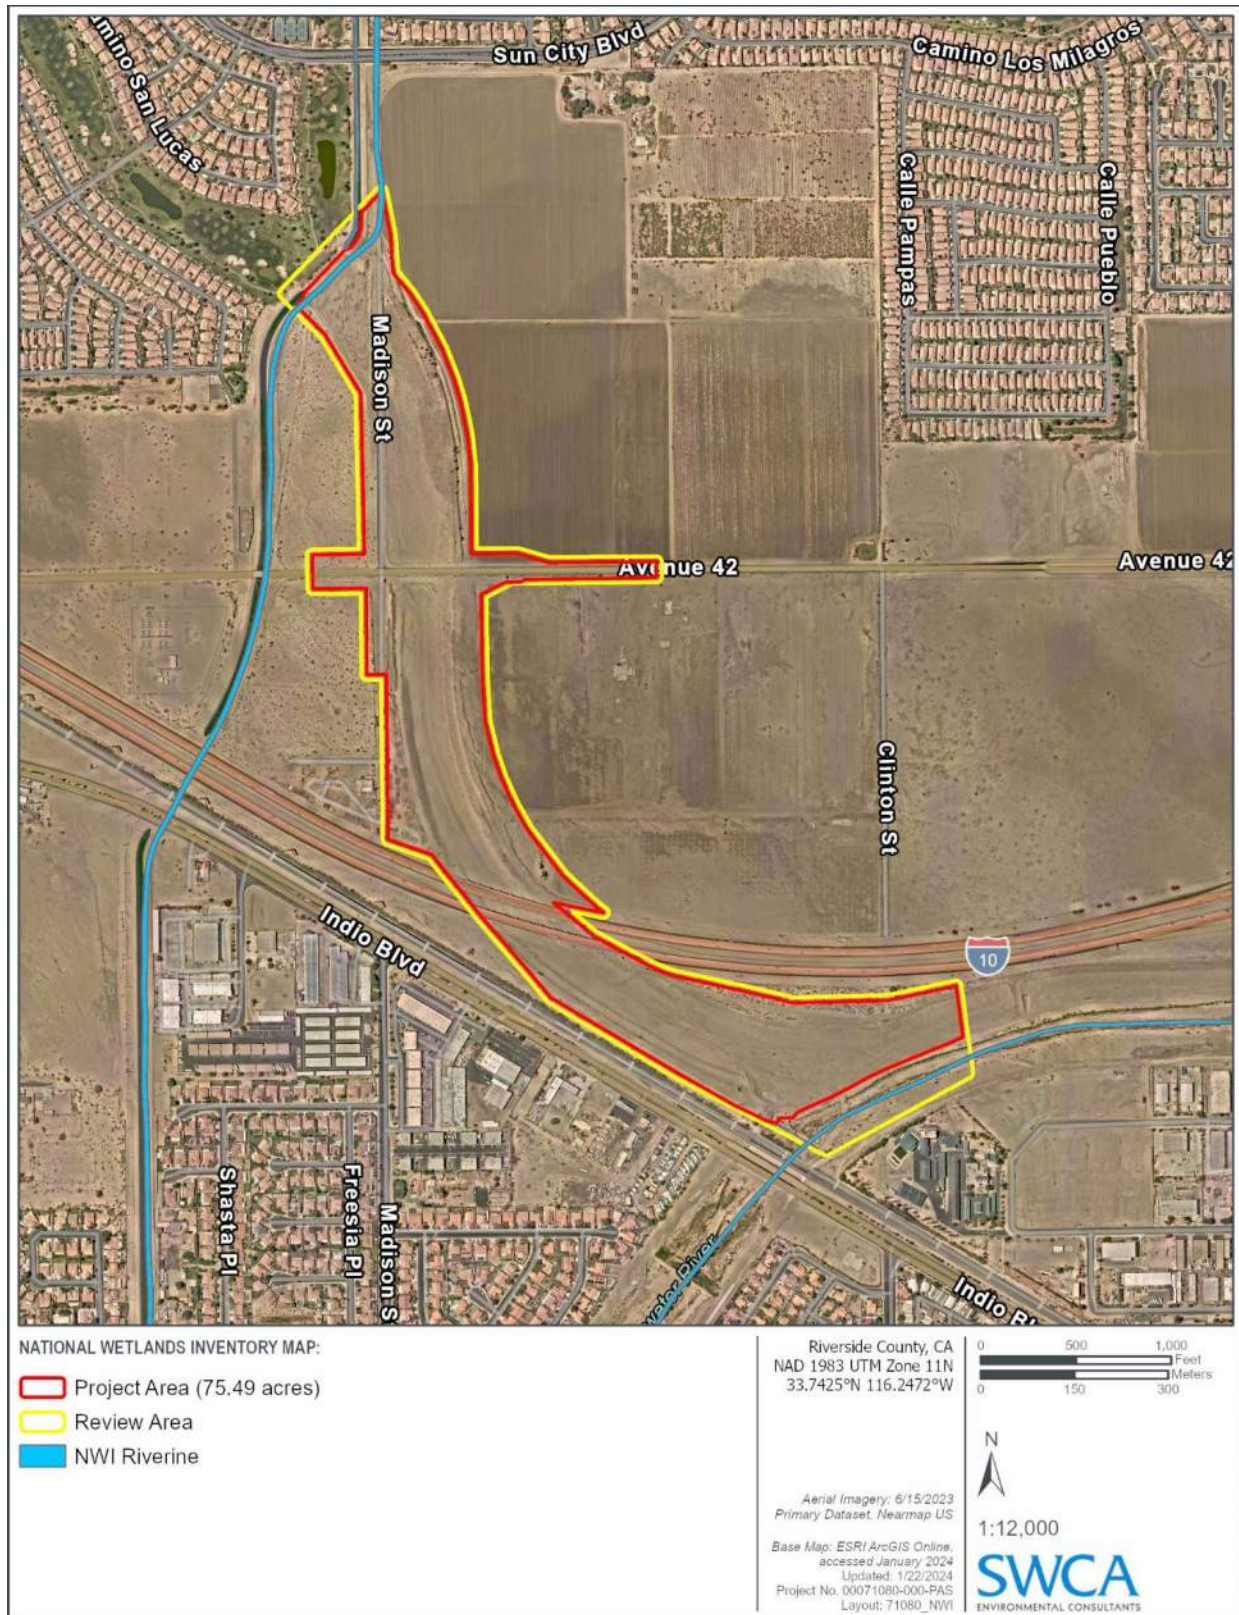 Sun City Blvd
Camino Los Milagros
mino San Lucas
Calle Pampas
Calle Pueblo
Madison St
Avenue 42
Avenue 42
Clinton St
10
Indio Blvd
Shasta Pl
Freesia Pl
Madison S
water River
Indio Bl
NATIONAL WETLANDS INVENTORY MAP:
Project Area (75.49 acres)
Review Area
NWI Riverine
Riverside County, CA
NAD 1983 UTM Zone 11N
33.7425°N 116.2472°W
Aerial Imagery: 6/15/2023
Primary Dataset, Nearmap US
Base Map: ESRI ArcGIS Online,
accessed January 2024
Updated: 1/22/2024
Project No. 00071080-000-PAS
Layout: 71080_NWI
0 500 1,000
Feet
Meters
0 150 300
N
1:12,000
SWCA
ENVIRONMENTAL CONSULTANTS